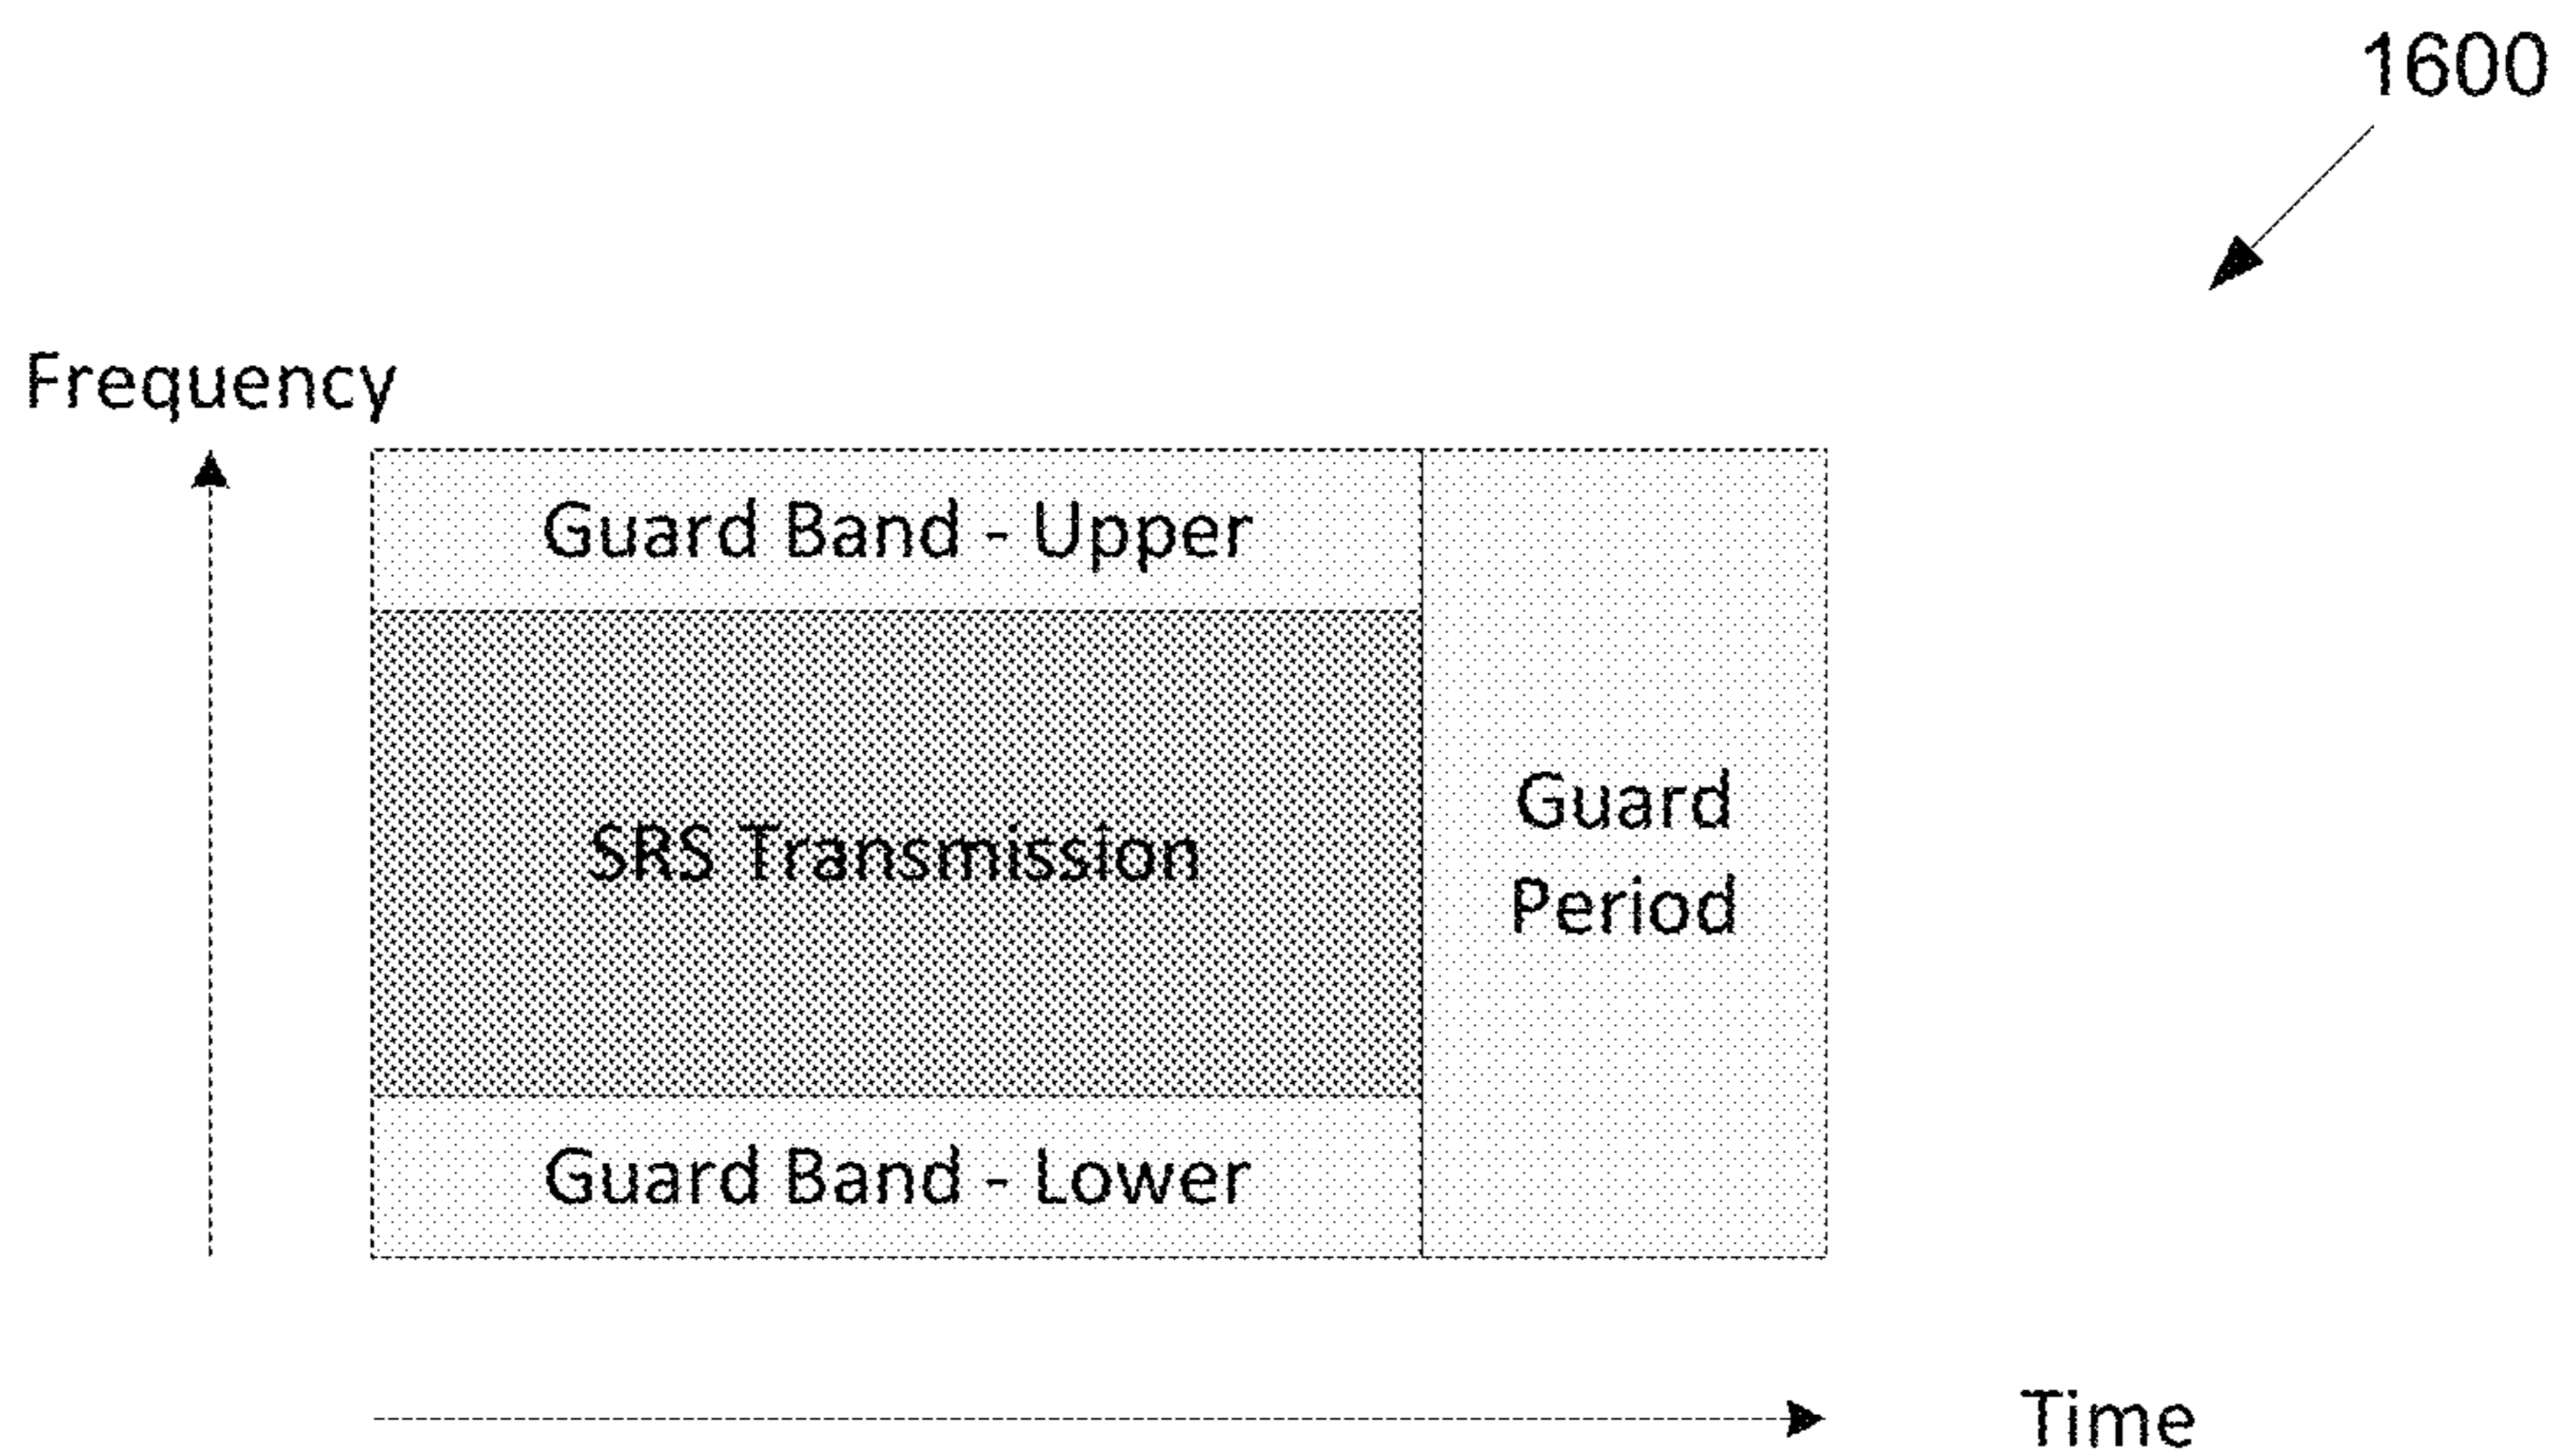 1600
Frequency
Guard Band - Upper
SRS Transmission
Guard
Period
Guard Band - Lower
Time